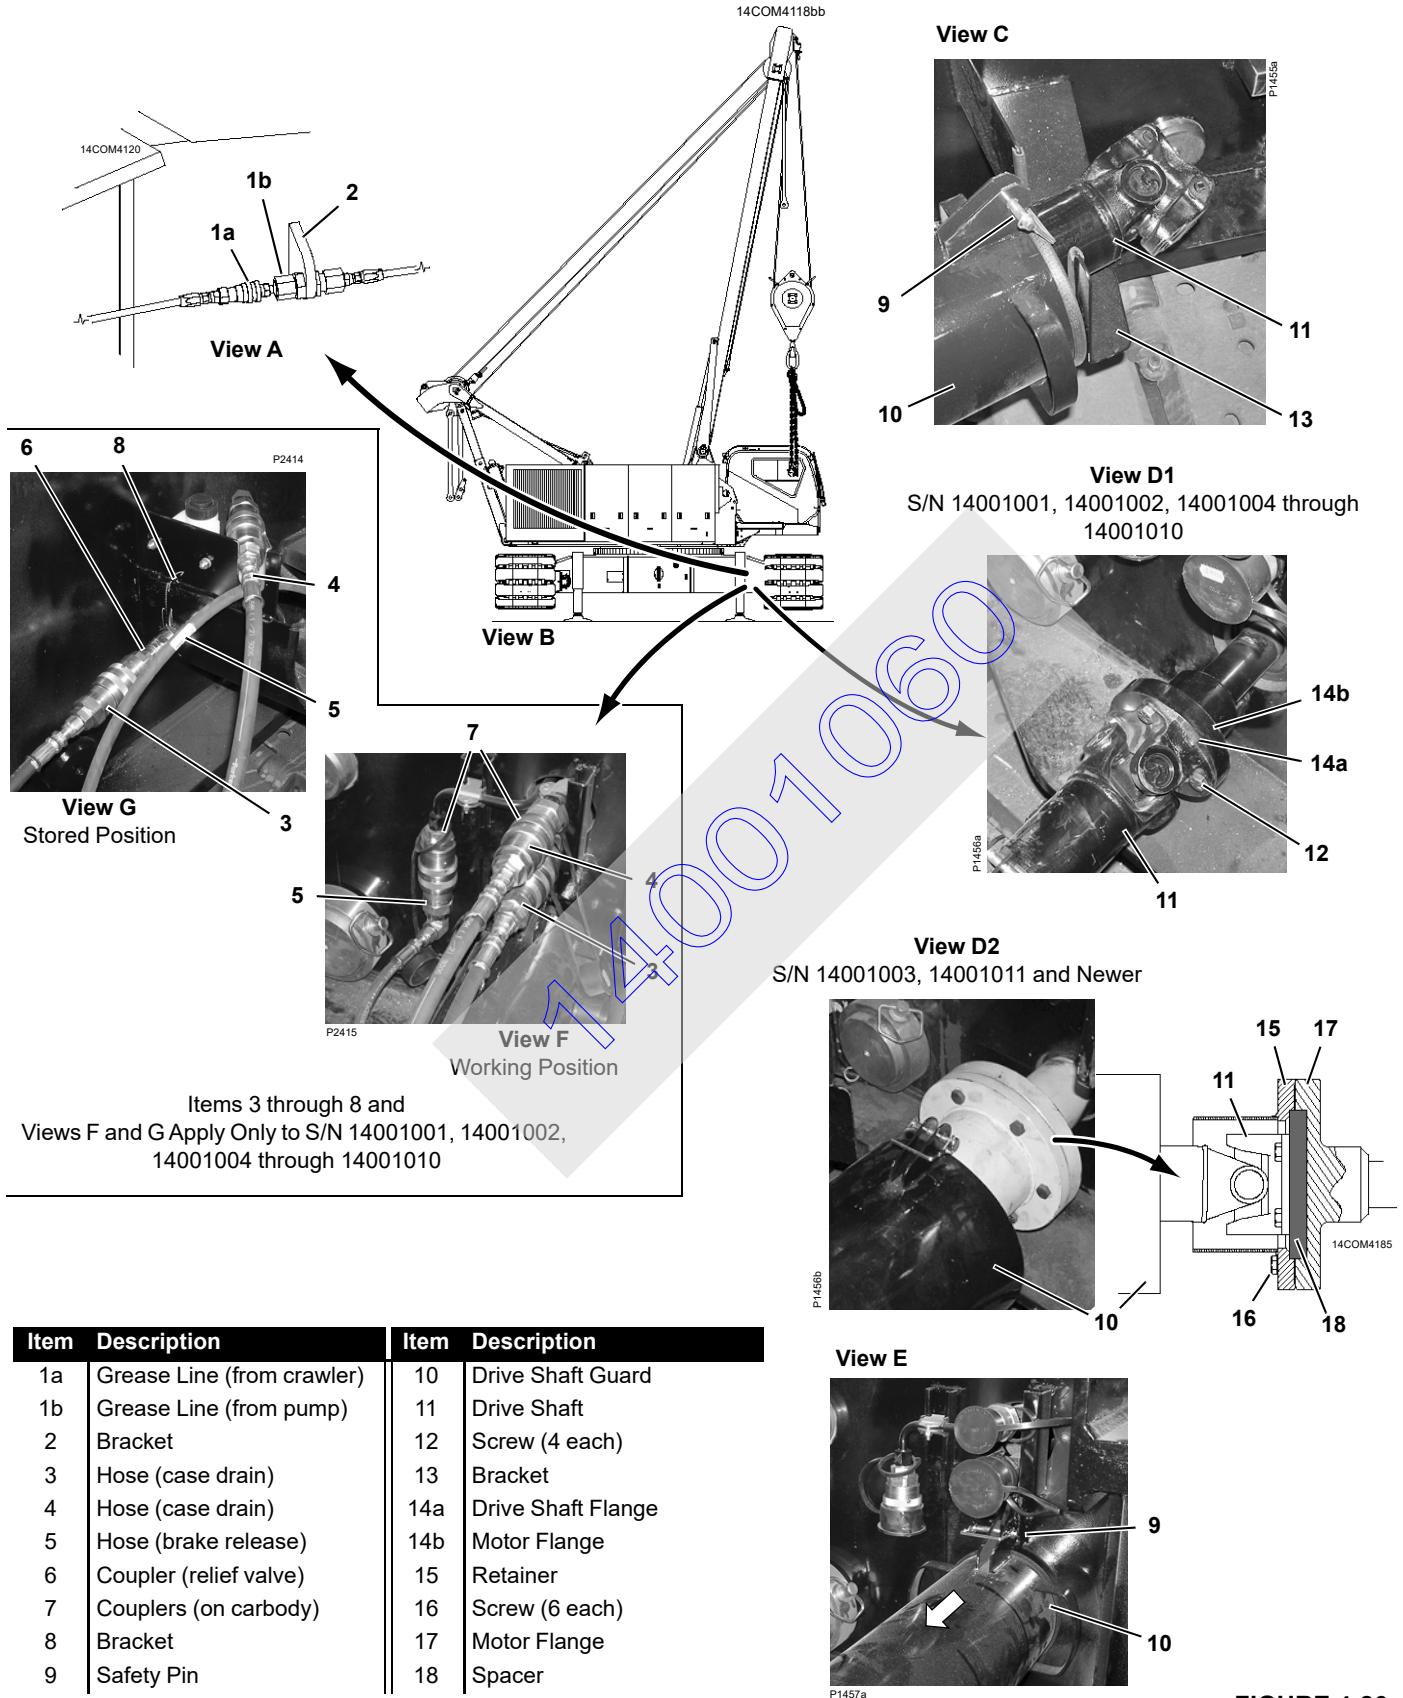 14COM4118bb
View C
P1455a
9
10
11
13
14COM4120
1b
2
1a
View A
View B
6
8
P2414
4
5
3
View G
Stored Position
7
4
5
3
P2415
View F
Working Position
Items 3 through 8 and
Views F and G Apply Only to S/N 14001001, 14001002,
14001004 through 14001010
View D1
S/N 14001001, 14001002, 14001004 through
14001010
14b
14a
12
11
P1456a
14001060
View D2
S/N 14001003, 14001011 and Newer
15
17
11
14COM4185
16
18
10
P1456b
View E
9
10
P1457a
Item Description Item Description
1a Grease Line (from crawler) 10 Drive Shaft Guard
1b Grease Line (from pump) 11 Drive Shaft
2 Bracket 12 Screw (4 each)
3 Hose (case drain) 13 Bracket
4 Hose (case drain) 14a Drive Shaft Flange
5 Hose (brake release) 14b Motor Flange
6 Coupler (relief valve) 15 Retainer
7 Couplers (on carbody) 16 Screw (6 each)
8 Bracket 17 Motor Flange
9 Safety Pin 18 Spacer